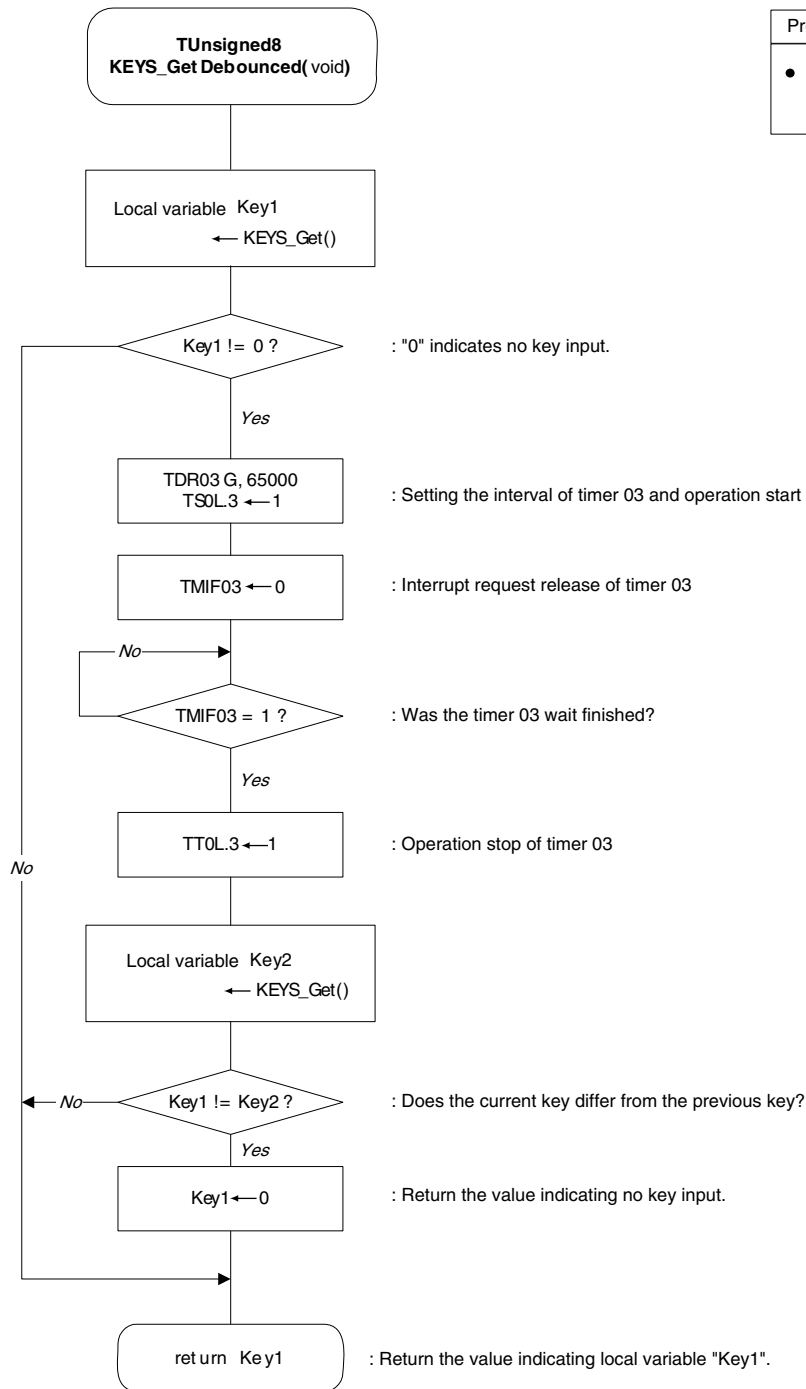 TUnsigned8
KEYS_Get Debounced( void)
Pr
●
Local variable Key1
← KEYS_Get()
Key1 != 0 ?
: "0" indicates no key input.
Yes
TDR03 G, 65000
TS0L.3 ← 1
: Setting the interval of timer 03 and operation start
TMIF03 ← 0
: Interrupt request release of timer 03
No
TMIF03 = 1 ?
: Was the timer 03 wait finished?
Yes
TT0L.3 ← 1
: Operation stop of timer 03
No
Local variable Key2
← KEYS_Get()
No
Key1 != Key2 ?
: Does the current key differ from the previous key?
Yes
Key1 ← 0
: Return the value indicating no key input.
return Key1
: Return the value indicating local variable "Key1".